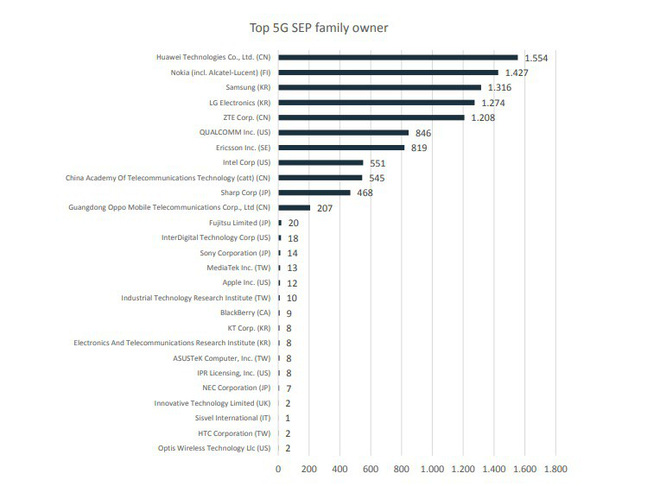 Top 5G SEP family owner
Huawei Technologies Co., Ltd. (CN) 1.554
Nokia (incl. Alcatel-Lucent) (FI) 1.427
Samsung (KR) 1.316
LG Electronics (KR) 1.274
ZTE Corp. (CN) 1.208
QUALCOMM Inc. (US) 846
Ericsson Inc. (SE) 819
Intel Corp (US) 551
China Academy Of Telecommunications Technology (catt) (CN) 545
Sharp Corp (JP) 468
Guangdong Oppo Mobile Telecommunications Corp., Ltd (CN) 207
Fujitsu Limited (JP) 20
InterDigital Technology Corp (US) 18
Sony Corporation (JP) 14
MediaTek Inc. (TW) 13
Apple Inc. (US) 12
Industrial Technology Research Institute (TW) 10
BlackBerry (CA) 9
KT Corp. (KR) 8
Electronics And Telecommunications Research Institute (KR) 8
ASUSTeK Computer, Inc. (TW) 8
IPR Licensing, Inc. (US) 8
NEC Corporation (JP) 7
Innovative Technology Limited (UK) 2
Sisvel International (IT) 1
HTC Corporation (TW) 2
Optis Wireless Technology Llc (US) 2
0 200 400 600 800 1.000 1.200 1.400 1.600 1.800